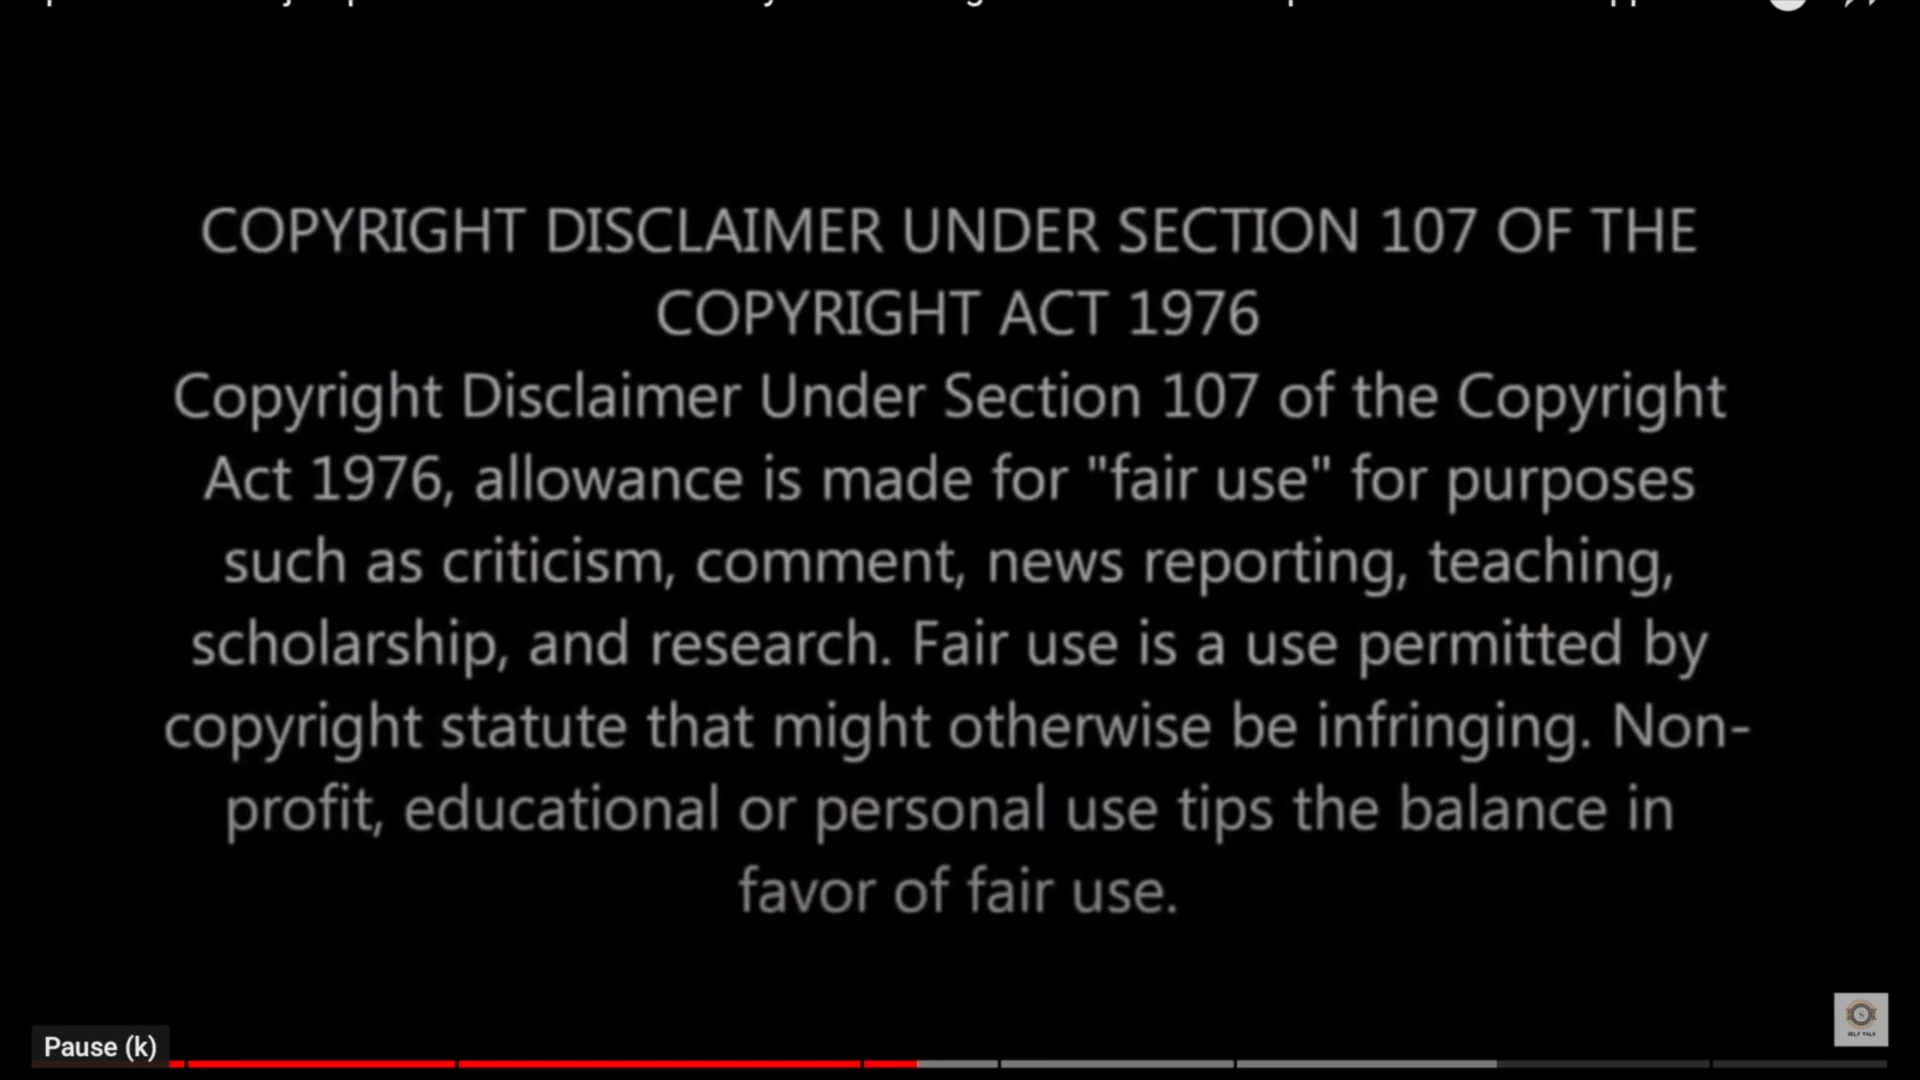 COPYRIGHT DISCLAIMER UNDER SECTION 107 OF THE
COPYRIGHT ACT 1976
Copyright Disclaimer Under Section 107 of the Copyright
Act 1976, allowance is made for "fair use" for purposes
such as criticism, comment, news reporting, teaching,
scholarship, and research. Fair use is a use permitted by
copyright statute that might otherwise be infringing. Non-
profit, educational or personal use tips the balance in
favor of fair use.
SELF TALK
Pause (k)